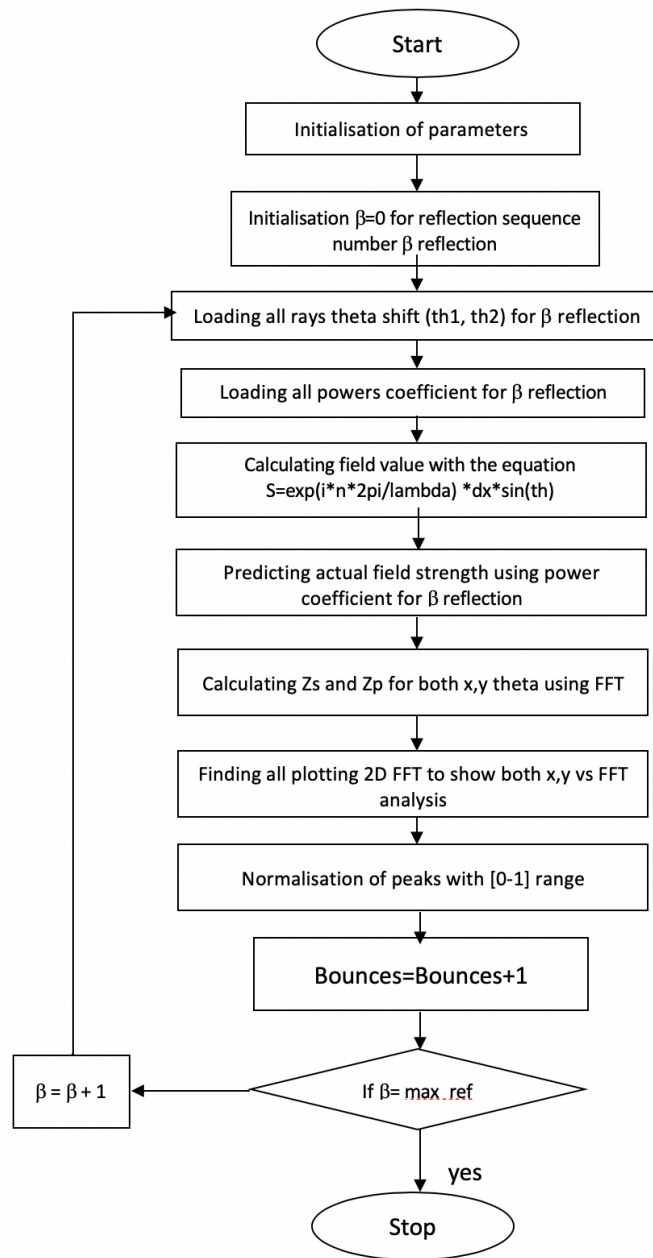 Start
Initialisation of parameters
Initialisation β=0 for reflection sequence
number β reflection
Loading all rays theta shift (th1, th2) for β reflection
Loading all powers coefficient for β reflection
Calculating field value with the equation
S=exp(i*n*2pi/lambda) *dx*sin(th)
Predicting actual field strength using power
coefficient for β reflection
Calculating Zs and Zp for both x,y theta using FFT
Finding all plotting 2D FFT to show both x,y vs FFT
analysis
Normalisation of peaks with [0-1] range
Bounces=Bounces+1
If β= max_ref
β = β + 1
yes
Stop